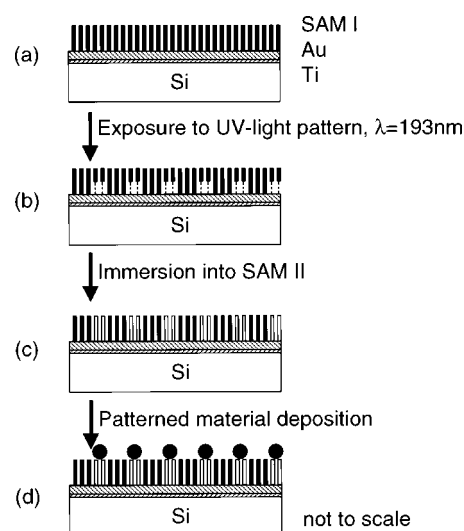 SAM I
(a)
Au
Ti
Si
Exposure to UV-light pattern, λ=193nm
(b)
Si
Immersion into SAM II
(c)
Si
Patterned material deposition
(d)
Si
not to scale